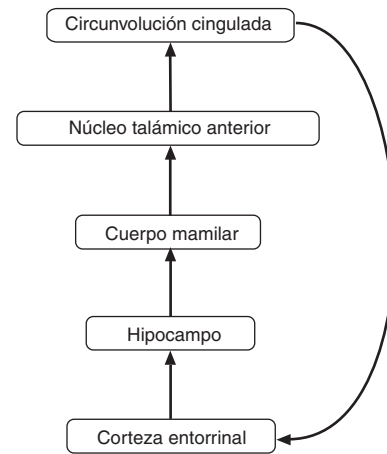 Circunvolución cingulada
Núcleo talámico anterior
Cuerpo mamilar
Hipocampo
Corteza entorrinal